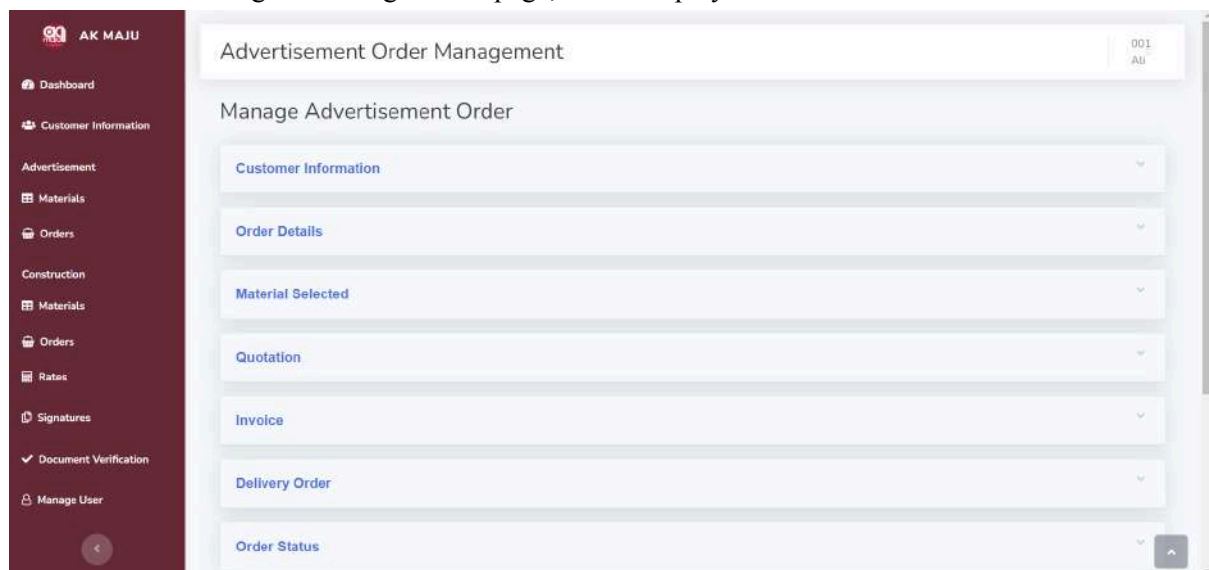 AK MAJU
Dashboard
Customer Information
Advertisement
Materials
Orders
Construction
Materials
Orders
Rates
Signatures
Document Verification
Manage User
Advertisement Order Management
001
Ali
Manage Advertisement Order
Customer Information
Order Details
Material Selected
Quotation
Invoice
Delivery Order
Order Status